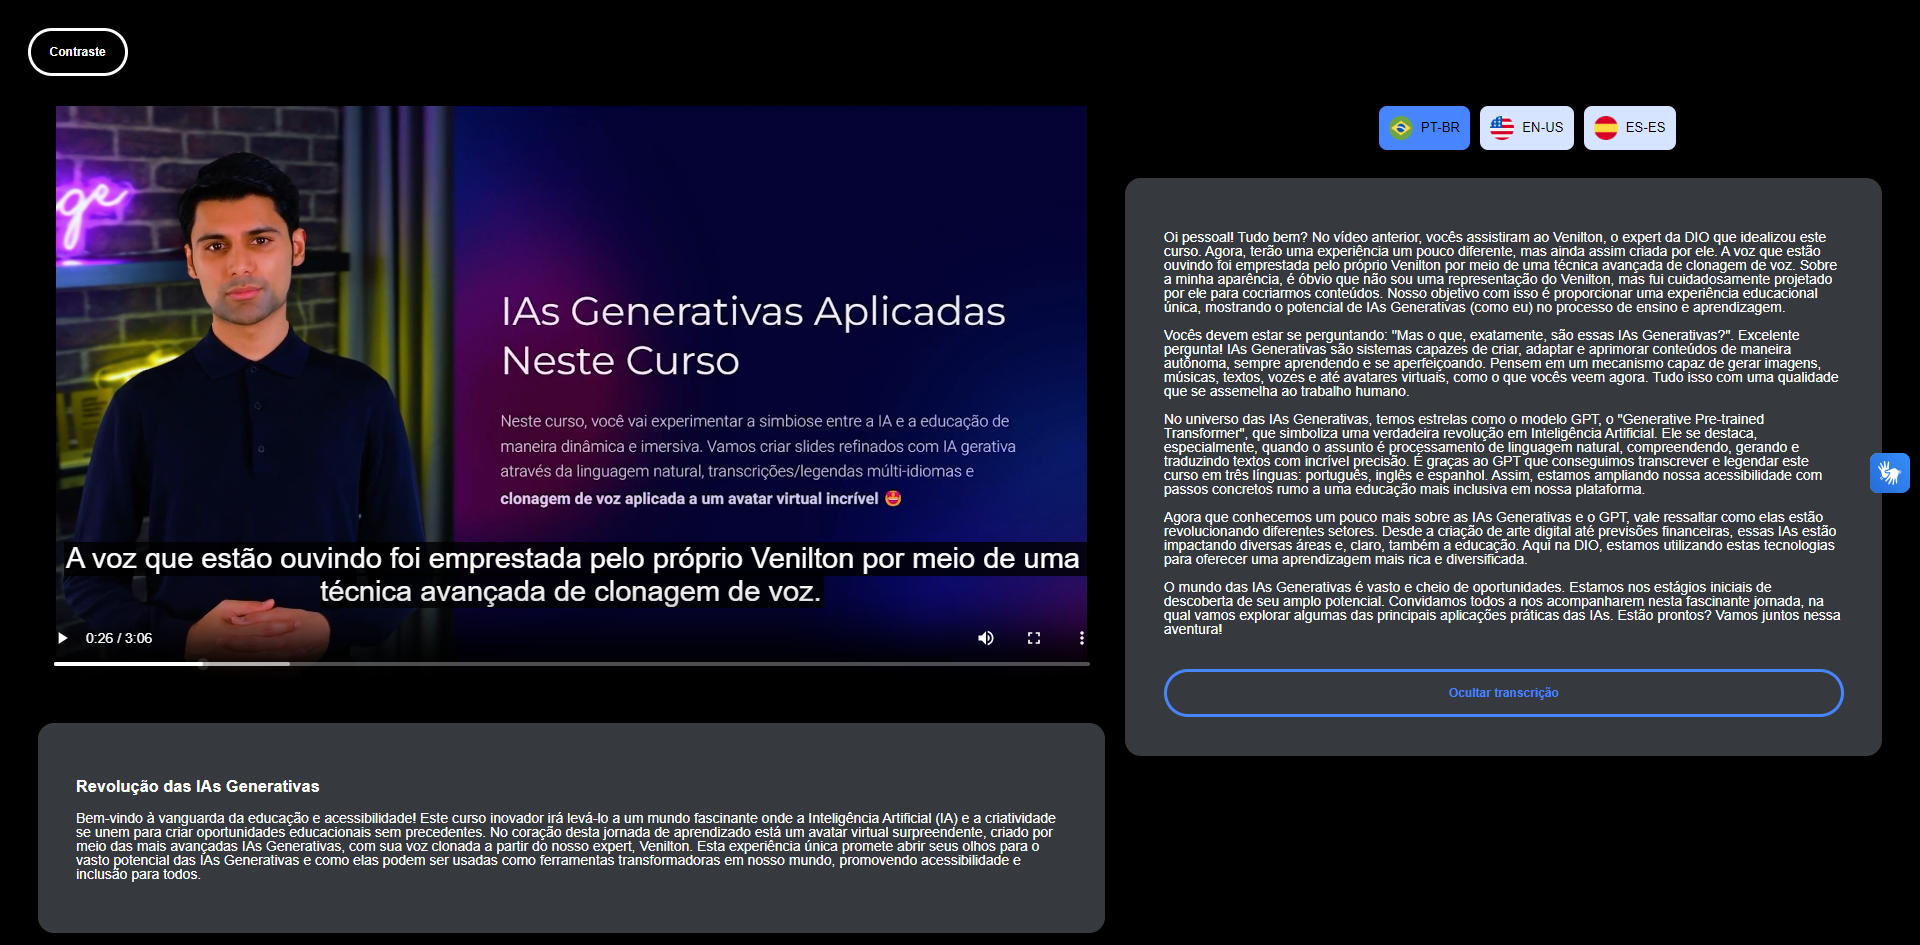 Contraste
ge
IAs Generativas Aplicadas
Neste Curso
Neste curso, você vai experimentar a simbiose entre a IA e a educação de
maneira dinâmica e imersiva. Vamos criar slides refinados com IA gerativa
através da linguagem natural, transcrições/legendas múlti-idiomas e
clonagem de voz aplicada a um avatar virtual incrível 🤩
A voz que estão ouvindo foi emprestada pelo próprio Venilton por meio de uma
técnica avançada de clonagem de voz.
0:26 / 3:06
Revolução das IAs Generativas
Bem-vindo à vanguarda da educação e acessibilidade! Este curso inovador irá levá-lo a um mundo fascinante onde a Inteligência Artificial (IA) e a criatividade
se unem para criar oportunidades educacionais sem precedentes. No coração desta jornada de aprendizado está um avatar virtual surpreendente, criado por
meio das mais avançadas IAs Generativas, com sua voz clonada a partir do nosso expert, Venilton. Esta experiência única promete abrir seus olhos para o
vasto potencial das IAs Generativas e como elas podem ser usadas como ferramentas transformadoras em nosso mundo, promovendo acessibilidade e
inclusão para todos.
PT-BR
EN-US
ES-ES
Oi pessoal! Tudo bem? No vídeo anterior, vocês assistiram ao Venilton, o expert da DIO que idealizou este
curso. Agora, terão uma experiência um pouco diferente, mas ainda assim criada por ele. A voz que estão
ouvindo foi emprestada pelo próprio Venilton por meio de uma técnica avançada de clonagem de voz. Sobre
a minha aparência, é óbvio que não sou uma representação do Venilton, mas fui cuidadosamente projetado
por ele para cocriarmos conteúdos. Nosso objetivo com isso é proporcionar uma experiência educacional
única, mostrando o potencial de IAs Generativas (como eu) no processo de ensino e aprendizagem.
Vocês devem estar se perguntando: "Mas o que, exatamente, são essas IAs Generativas?". Excelente
pergunta! IAs Generativas são sistemas capazes de criar, adaptar e aprimorar conteúdos de maneira
autônoma, sempre aprendendo e se aperfeiçoando. Pensem em um mecanismo capaz de gerar imagens,
músicas, textos, vozes e até avatares virtuais, como o que vocês veem agora. Tudo isso com uma qualidade
que se assemelha ao trabalho humano.
No universo das IAs Generativas, temos estrelas como o modelo GPT, o "Generative Pre-trained
Transformer", que simboliza uma verdadeira revolução em Inteligência Artificial. Ele se destaca,
especialmente, quando o assunto é processamento de linguagem natural, compreendendo, gerando e
traduzindo textos com incrível precisão. É graças ao GPT que conseguimos transcrever e legendar este
curso em três línguas: português, inglês e espanhol. Assim, estamos ampliando nossa acessibilidade com
passos concretos rumo a uma educação mais inclusiva em nossa plataforma.
Agora que conhecemos um pouco mais sobre as IAs Generativas e o GPT, vale ressaltar como elas estão
revolucionando diferentes setores. Desde a criação de arte digital até previsões financeiras, essas IAs estão
impactando diversas áreas e, claro, também a educação. Aqui na DIO, estamos utilizando estas tecnologias
para oferecer uma aprendizagem mais rica e diversificada.
O mundo das IAs Generativas é vasto e cheio de oportunidades. Estamos nos estágios iniciais de
descoberta de seu amplo potencial. Convidamos todos a nos acompanharem nesta fascinante jornada, na
qual vamos explorar algumas das principais aplicações práticas das IAs. Estão prontos? Vamos juntos nessa
aventura!
Ocultar transcrição